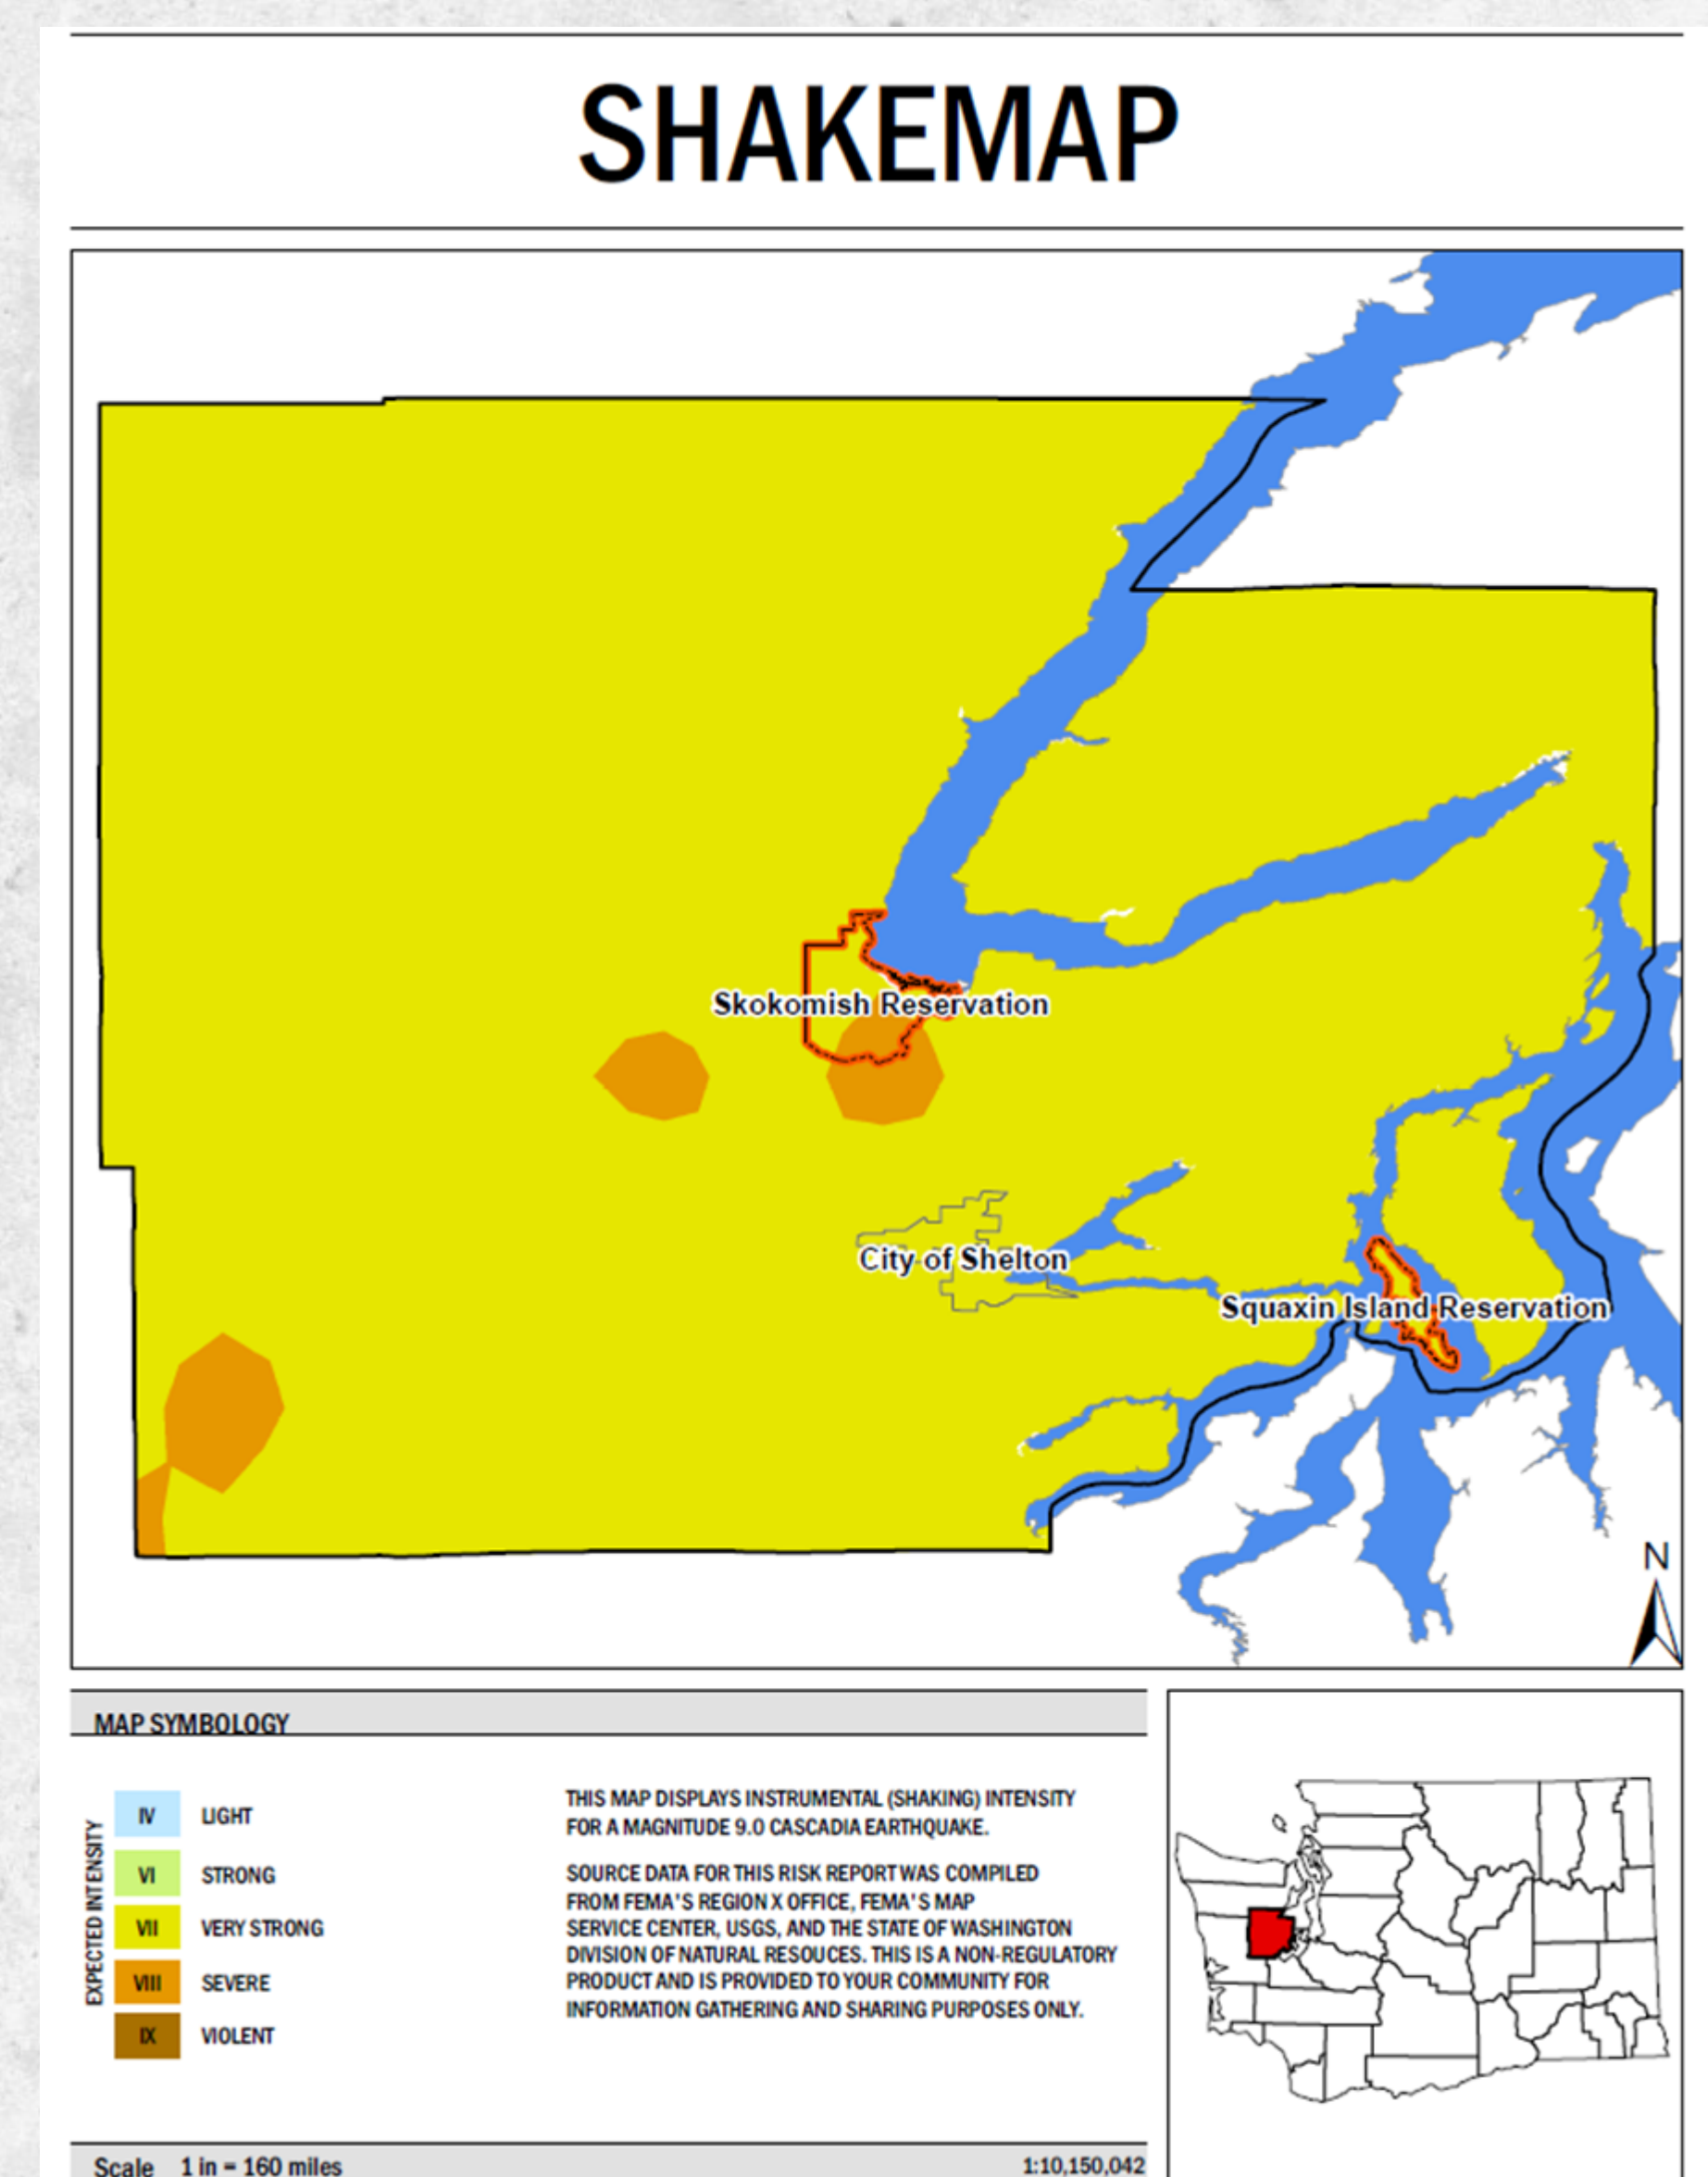 SHAKEMAP
Skokomish Reservation
City of Shelton
Squaxin Island Reservation
N
MAP SYMBOLOGY
EXPECTED INTENSITY
IV LIGHT
VI STRONG
VII VERY STRONG
VIII SEVERE
IX VIOLENT
THIS MAP DISPLAYS INSTRUMENTAL (SHAKING) INTENSITY
FOR A MAGNITUDE 9.0 CASCADIA EARTHQUAKE.
SOURCE DATA FOR THIS RISK REPORT WAS COMPILED
FROM FEMA'S REGION X OFFICE, FEMA'S MAP
SERVICE CENTER, USGS, AND THE STATE OF WASHINGTON
DIVISION OF NATURAL RESOUCES. THIS IS A NON-REGULATORY
PRODUCT AND IS PROVIDED TO YOUR COMMUNITY FOR
INFORMATION GATHERING AND SHARING PURPOSES ONLY.
Scale 1 in = 160 miles 1:10,150,042